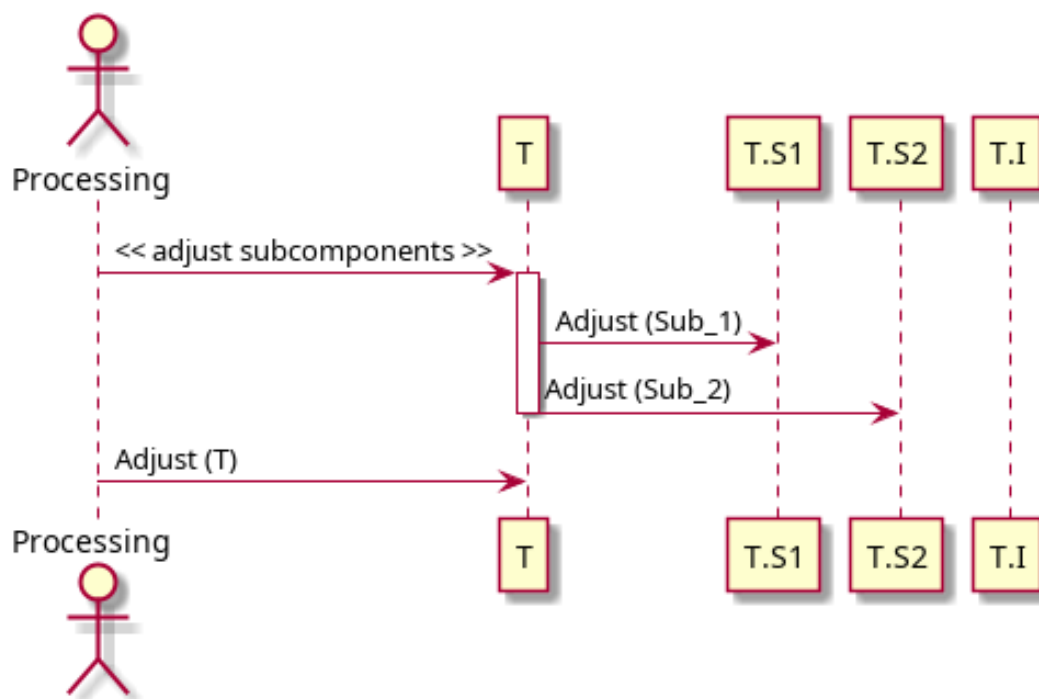 Processing
T
T.S1
T.S2
T.I
<< adjust subcomponents >>
Adjust (Sub_1)
Adjust (Sub_2)
Adjust (T)
Processing
T
T.S1
T.S2
T.I